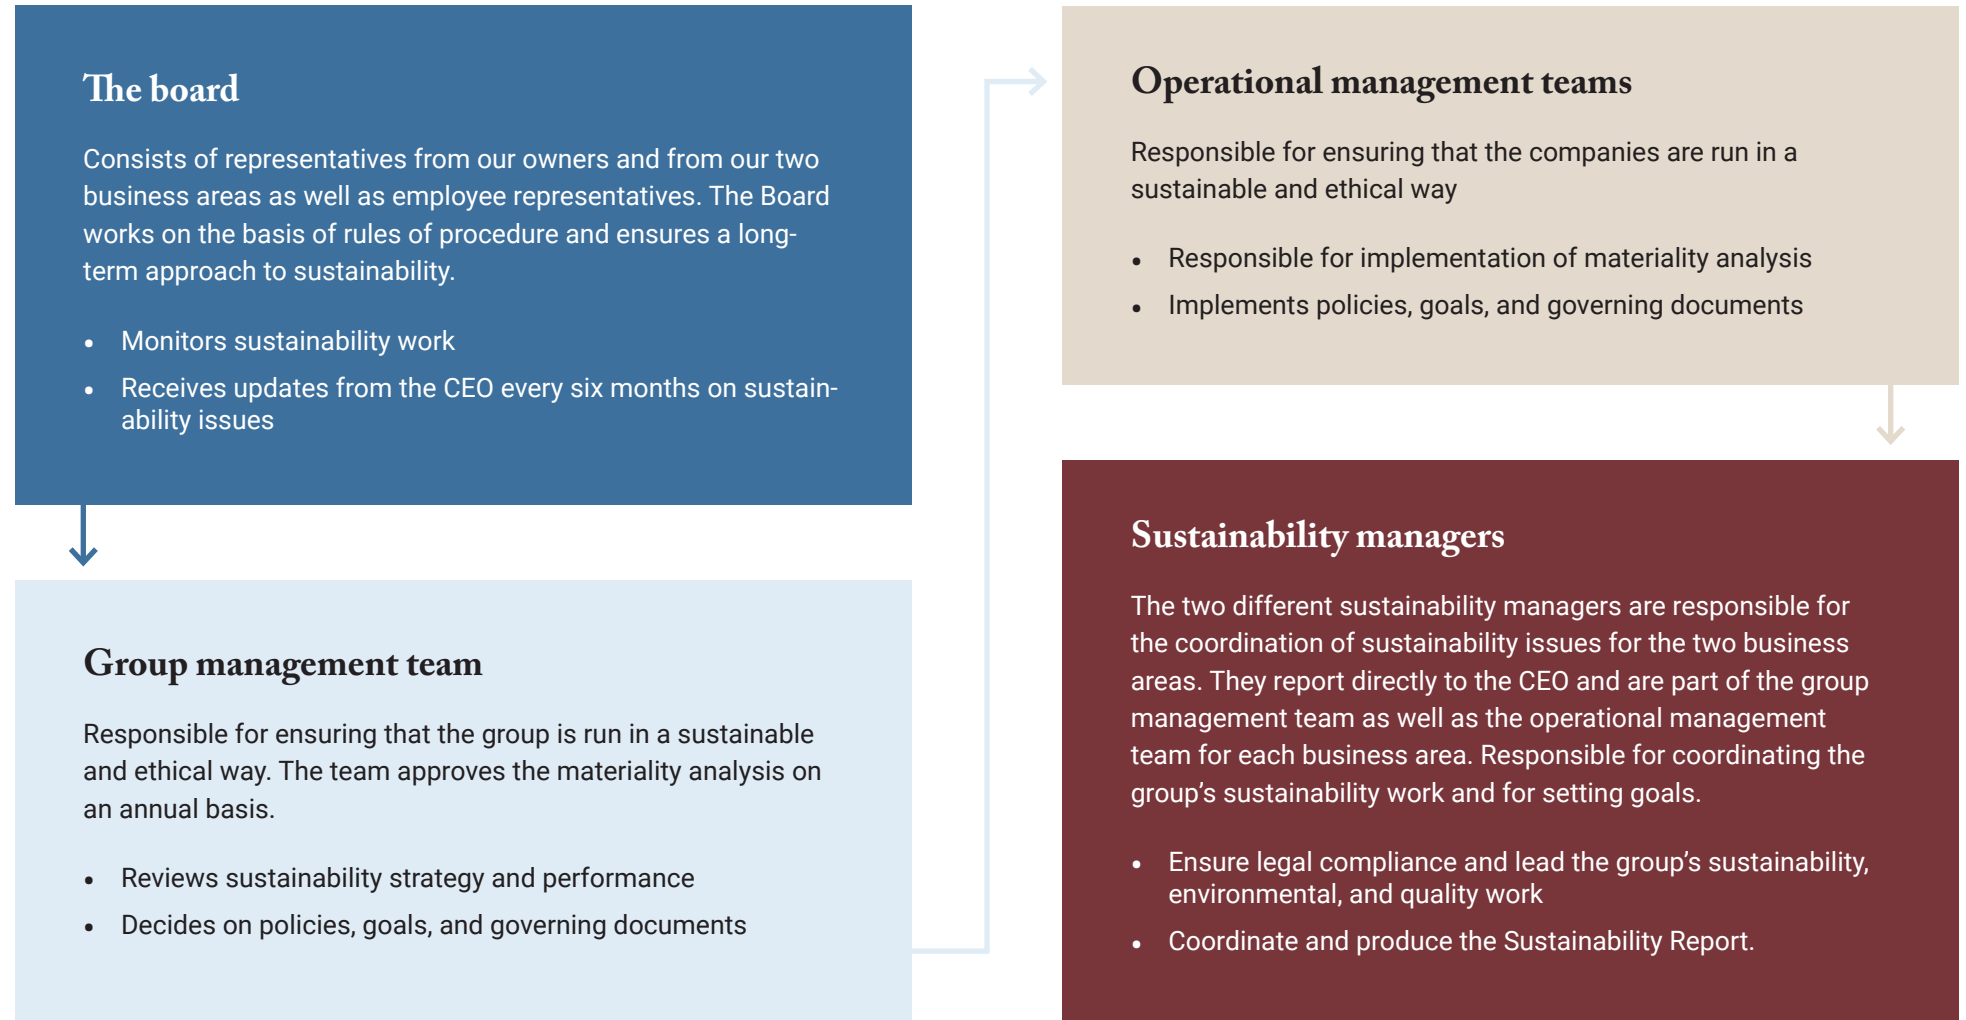 The board
Consists of representatives from our owners and from our two
business areas as well as employee representatives. The Board
works on the basis of rules of procedure and ensures a long-
term approach to sustainability.
• Monitors sustainability work
• Receives updates from the CEO every six months on sustain-
ability issues
Group management team
Responsible for ensuring that the group is run in a sustainable
and ethical way. The team approves the materiality analysis on
an annual basis.
• Reviews sustainability strategy and performance
• Decides on policies, goals, and governing documents
Operational management teams
Responsible for ensuring that the companies are run in a
sustainable and ethical way
• Responsible for implementation of materiality analysis
• Implements policies, goals, and governing documents
Sustainability managers
The two different sustainability managers are responsible for
the coordination of sustainability issues for the two business
areas. They report directly to the CEO and are part of the group
management team as well as the operational management
team for each business area. Responsible for coordinating the
group’s sustainability work and for setting goals.
• Ensure legal compliance and lead the group’s sustainability,
environmental, and quality work
• Coordinate and produce the Sustainability Report.